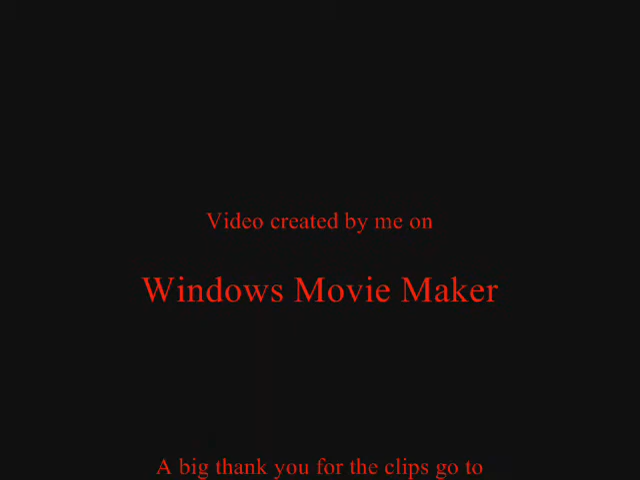 Video created by me on
Windows Movie Maker
A big thank you for the clips go to